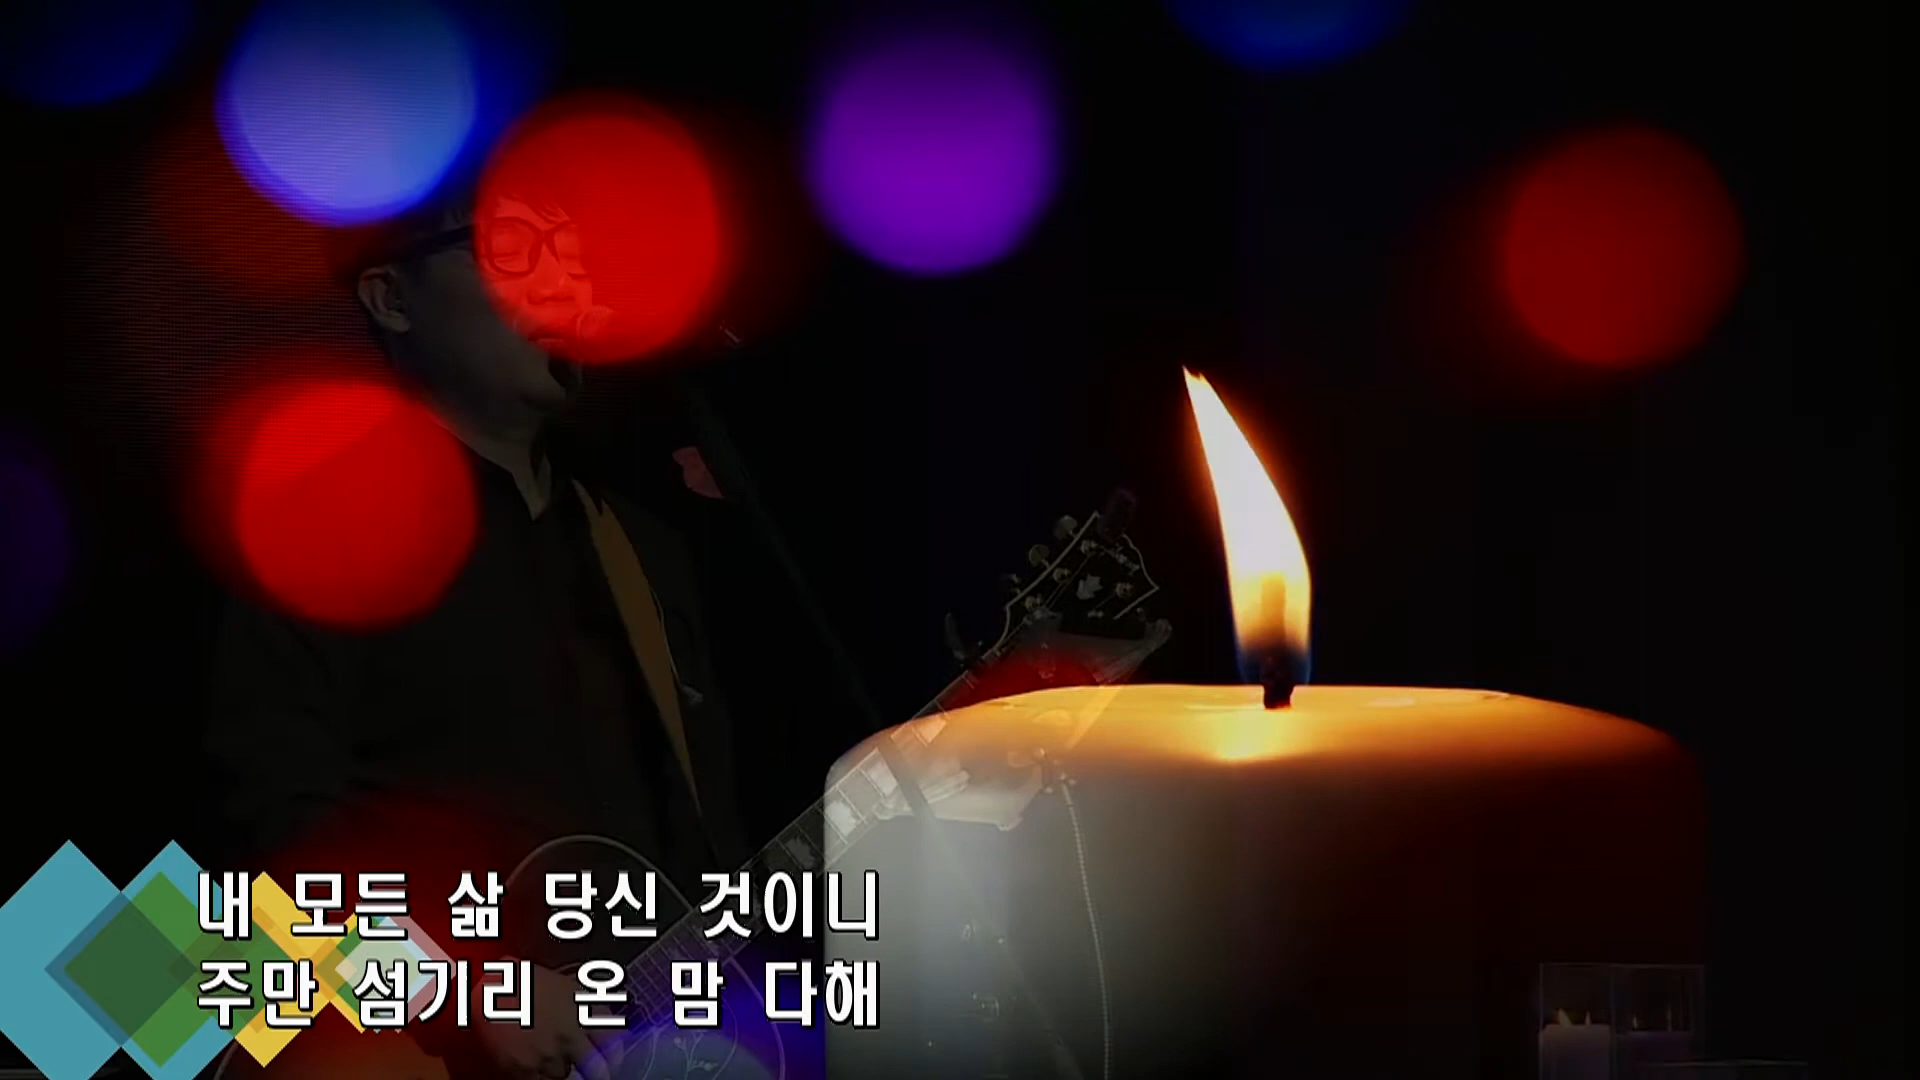 내 모든 삶 당신 것이니
주만 섬기리 온 맘 다해